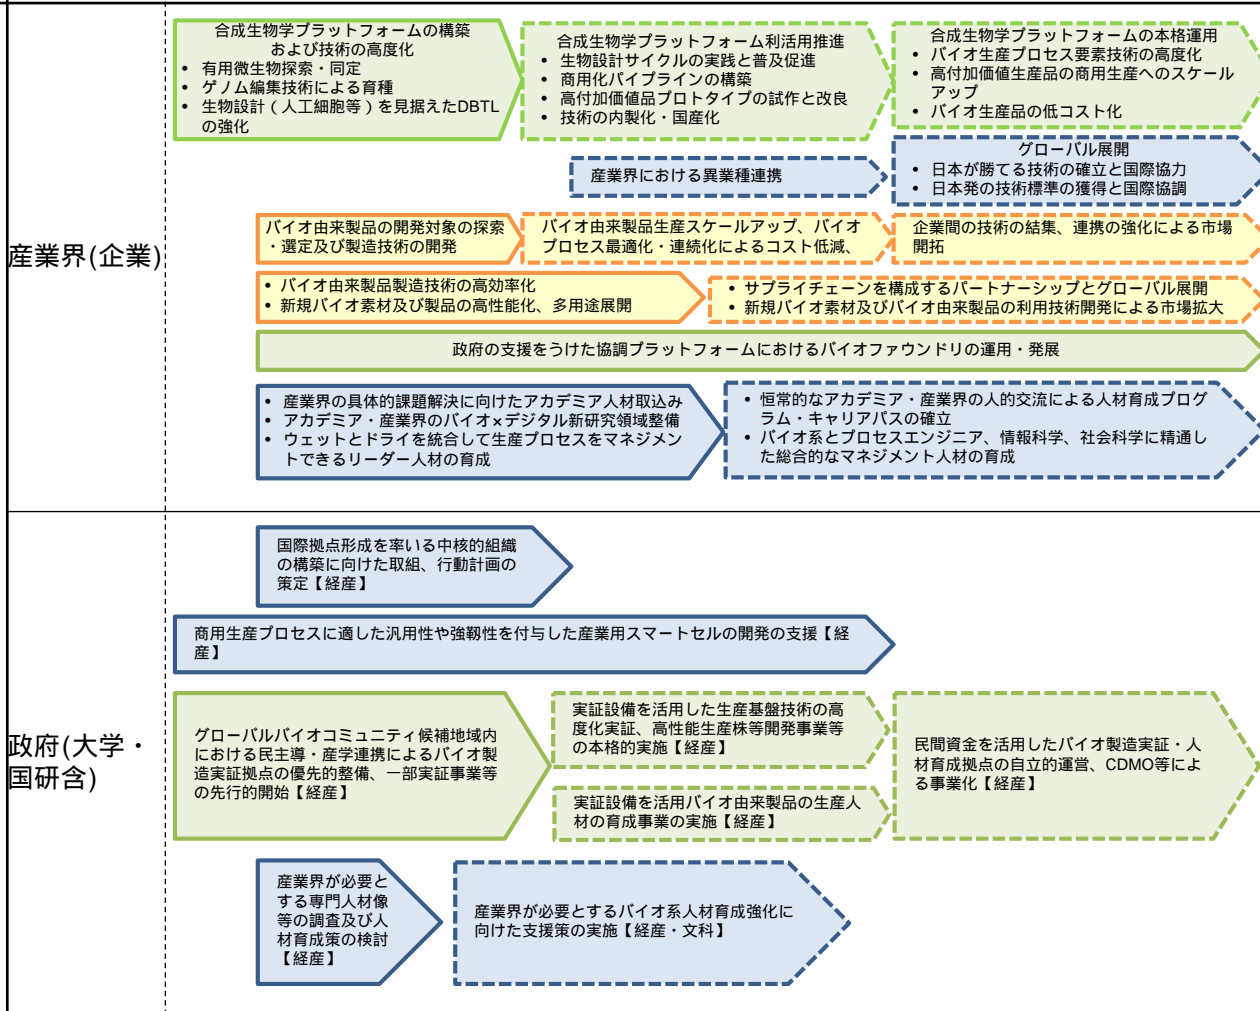 合成生物学プラットフォームの構築
および技術の高度化
• 有用微生物探索・同定
• ゲノム編集技術による育種
• 生物設計（人工細胞等）を見据えたDBTL
の強化
合成生物学プラットフォーム利活用推進
• 生物設計サイクルの実践と普及促進
• 商用化パイプラインの構築
• 高付加価値品プロトタイプの試作と改良
• 技術の内製化・国産化
合成生物学プラットフォームの本格運用
• バイオ生産プロセス要素技術の高度化
• 高付加価値生産品の商用生産へのスケール
アップ
• バイオ生産品の低コスト化
産業界における異業種連携
グローバル展開
• 日本が勝てる技術の確立と国際協力
• 日本発の技術標準の獲得と国際協調
産業界(企業)
バイオ由来製品の開発対象の探索
・選定及び製造技術の開発
バイオ由来製品生産スケールアップ、バイオ
プロセス最適化・連続化によるコスト低減、
企業間の技術の結集、連携の強化による市場
開拓
• バイオ由来製品製造技術の高効率化
• 新規バイオ素材及び製品の高性能化、多用途展開
• サプライチェーンを構成するパートナーシップとグローバル展開
• 新規バイオ素材及びバイオ由来製品の利用技術開発による市場拡大
政府の支援をうけた協調プラットフォームにおけるバイオファウンドリの運用・発展
• 産業界の具体的課題解決に向けたアカデミア人材取込み
• アカデミア・産業界のバイオ×デジタル新研究領域整備
• ウェットとドライを統合して生産プロセスをマネジメン
トできるリーダー人材の育成
• 恒常的なアカデミア・産業界の人的交流による人材育成プログ
ラム・キャリアパスの確立
• バイオ系とプロセスエンジニア、情報科学、社会科学に精通し
た総合的なマネジメント人材の育成
政府(大学・
国研含)
国際拠点形成を率いる中核的組織
の構築に向けた取組、行動計画の
策定【経産】
商用生産プロセスに適した汎用性や強靱性を付与した産業用スマートセルの開発の支援【経
産】
グローバルバイオコミュニティ候補地域内
における民主導・産学連携によるバイオ製
造実証拠点の優先的整備、一部実証事業等
の先行的開始【経産】
実証設備を活用した生産基盤技術の高
度化実証、高性能生産株等開発事業等
の本格的実施【経産】
実証設備を活用バイオ由来製品の生産人
材の育成事業の実施【経産】
民間資金を活用したバイオ製造実証・人
材育成拠点の自立的運営、CDMO等によ
る事業化【経産】
産業界が必要と
する専門人材像
等の調査及び人
材育成策の検討
【経産】
産業界が必要とするバイオ系人材育成強化に
向けた支援策の実施【経産・文科】